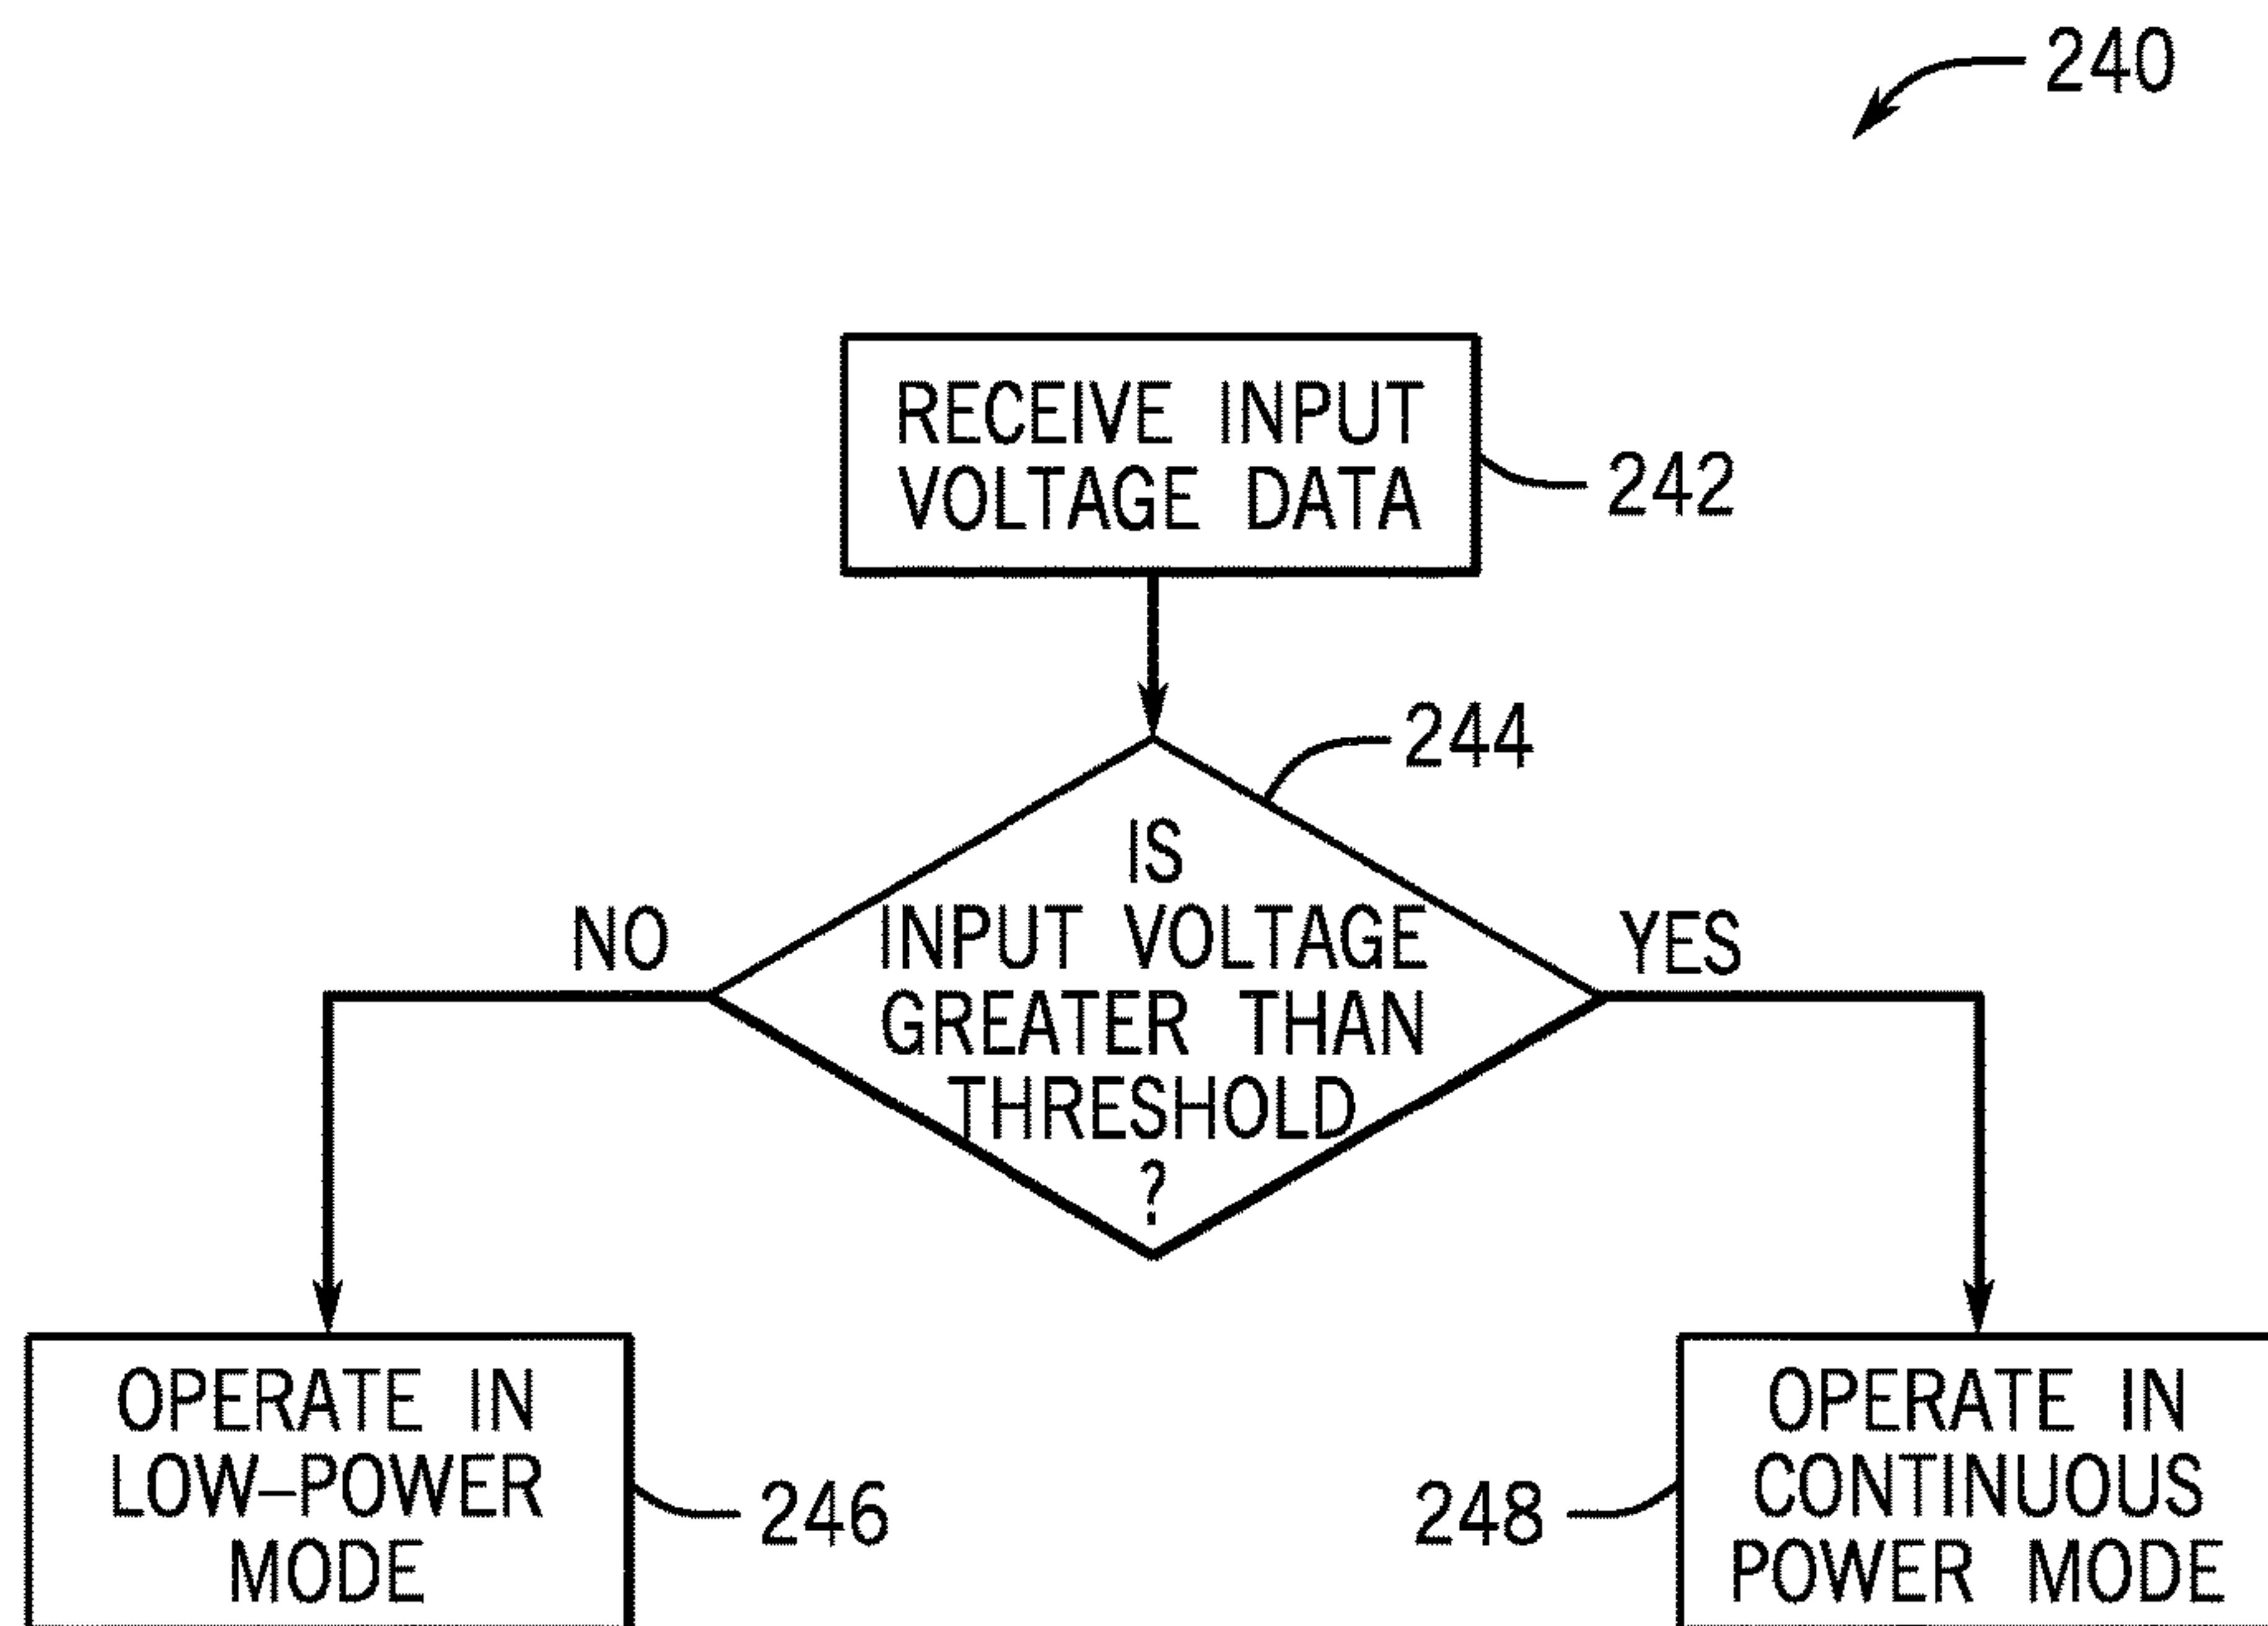 240
RECEIVE INPUT
VOLTAGE DATA
242
244
IS
INPUT VOLTAGE
GREATER THAN
THRESHOLD
?
NO
YES
OPERATE IN
LOW-POWER
MODE
246
248
OPERATE IN
CONTINUOUS
POWER MODE